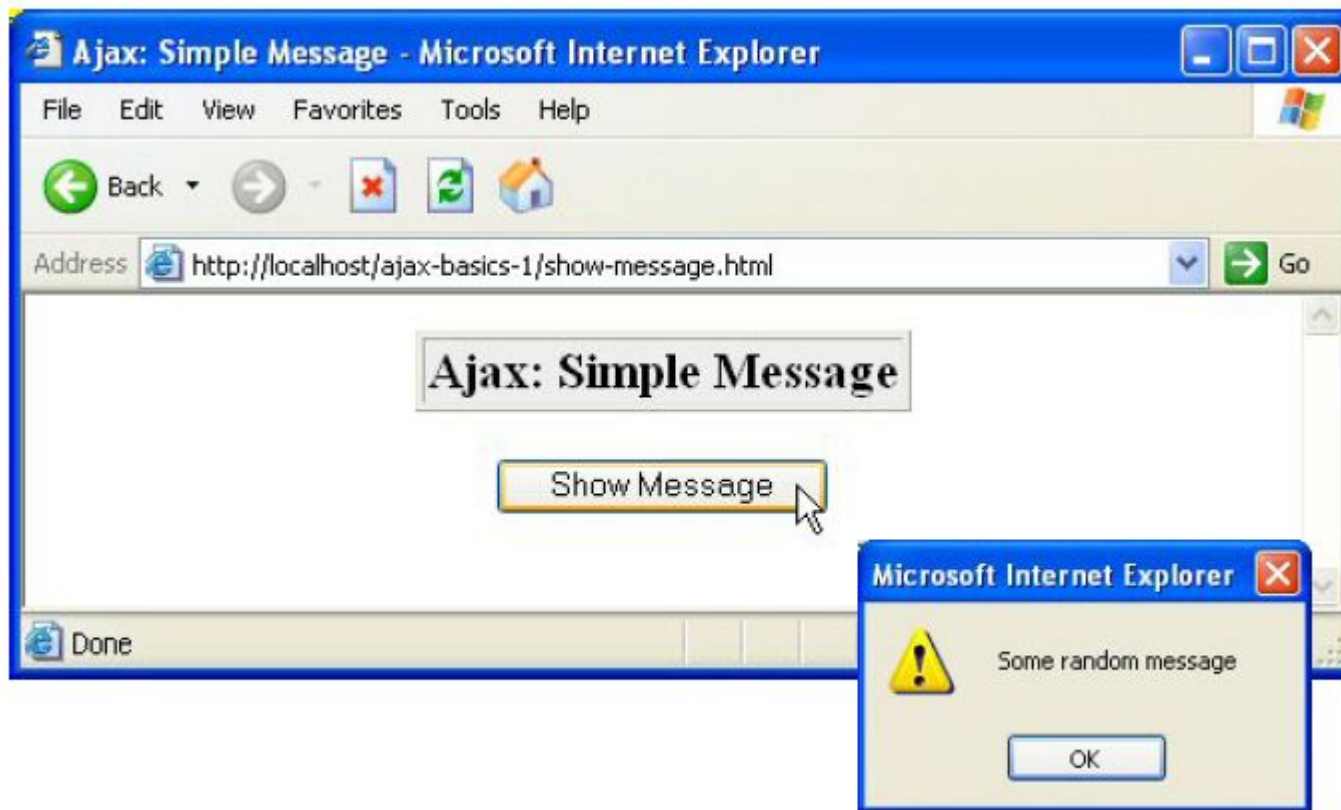 Ajax: Simple Message - Microsoft Internet Explorer
File Edit View Favorites Tools Help
Back
Address http://localhost/ajax-basics-1/show-message.html Go
Ajax: Simple Message
Show Message
Microsoft Internet Explorer
Done
Some random message
OK